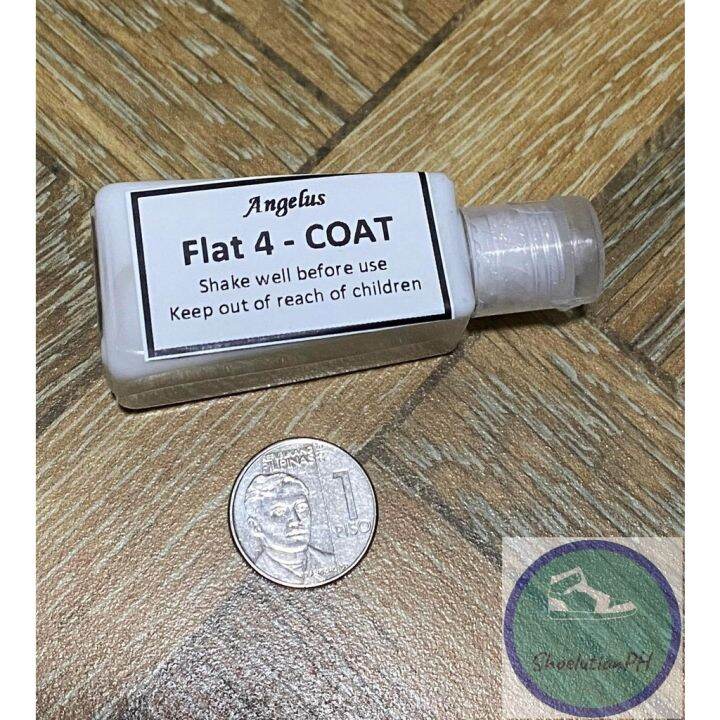 Angelus
Flat 4 - COAT
Shake well before use
Keep out of reach of children
PILIPINAS
1
PISO
ShoelutionPH